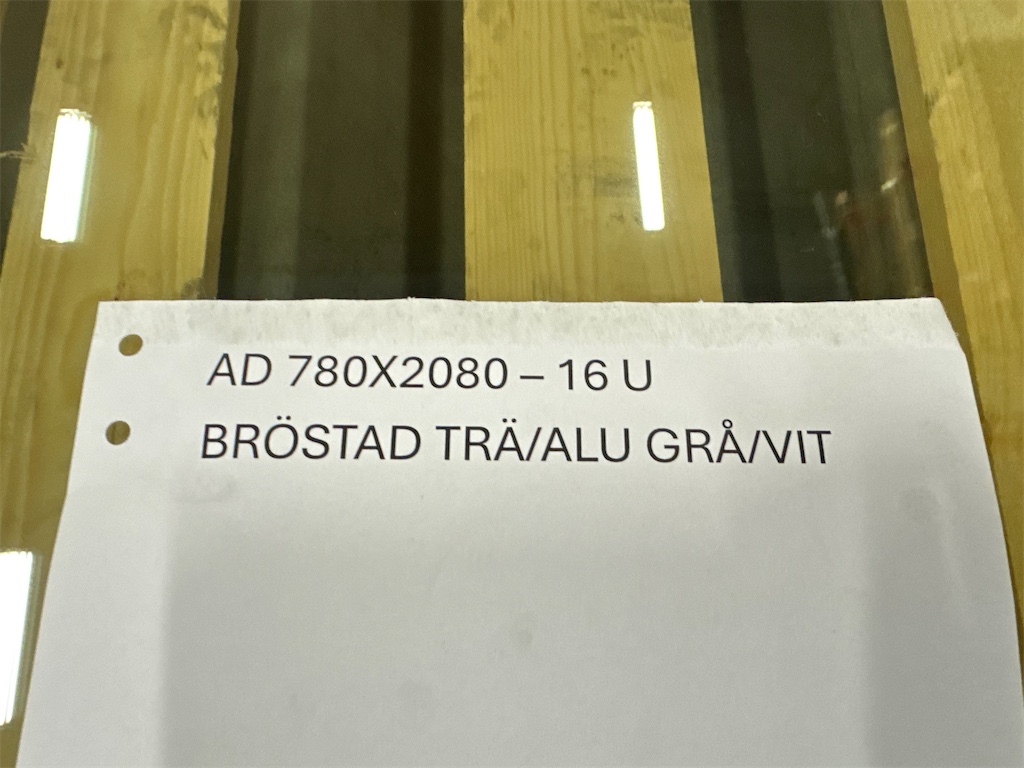 AD 780X2080 – 16 U
BRÖSTAD TRÄ/ALU GRÅ/VIT